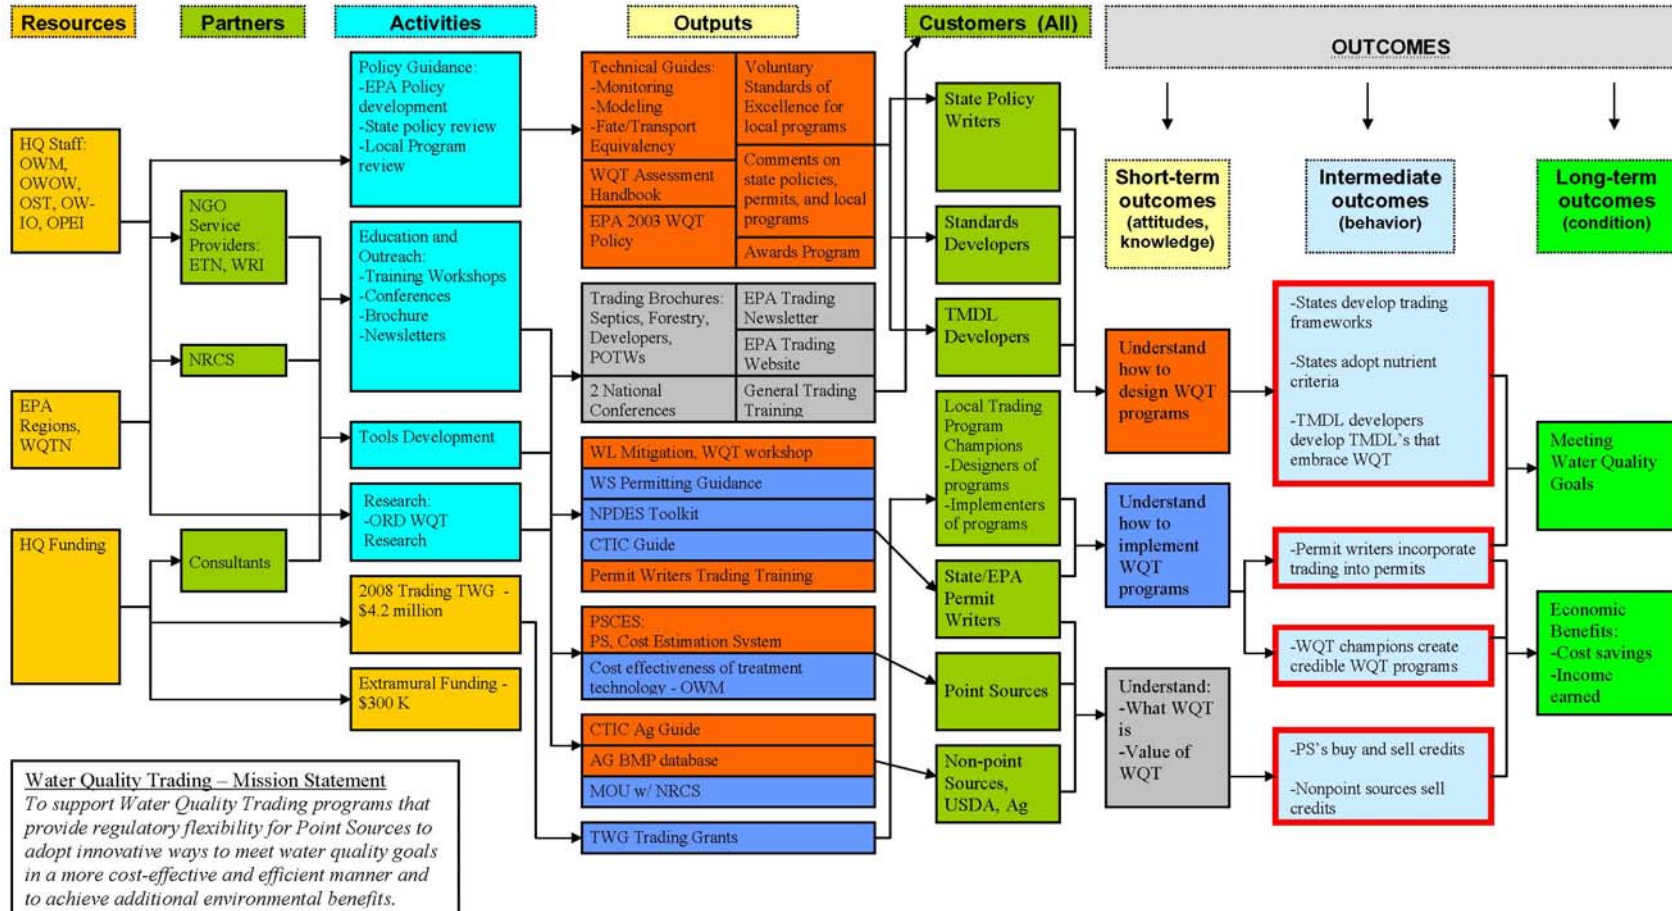 Resources
Partners
Activities
Outputs
Customers (All)
OUTCOMES
HQ Staff:
OWM,
OWOW,
OST, OW-
IO, OPEI
EPA
Regions,
WQTN
HQ Funding
NGO
Service
Providers:
ETN, WRI
NRCS
Consultants
Policy Guidance:
-EPA Policy
development
-State policy review
-Local Program
review
Education and
Outreach:
-Training Workshops
-Conferences
-Brochure
-Newsletters
Tools Development
Research:
-ORD WQT
Research
2008 Trading TWG -
$4.2 million
Extramural Funding -
$300 K
Technical Guides:
-Monitoring
-Modeling
-Fate/Transport
Equivalency
WQT Assessment
Handbook
EPA 2003 WQT
Policy
Voluntary
Standards of
Excellence for
local programs
Comments on
state policies,
permits, and local
programs
Awards Program
Trading Brochures:
Septics, Forestry,
Developers,
POTWs
2 National
Conferences
EPA Trading
Newsletter
EPA Trading
Website
General Trading
Training
WL Mitigation, WQT workshop
WS Permitting Guidance
NPDES Toolkit
CTIC Guide
Permit Writers Trading Training
PSCES:
PS, Cost Estimation System
Cost effectiveness of treatment
technology - OWM
CTIC Ag Guide
AG BMP database
MOU w/ NRCS
TWG Trading Grants
State Policy
Writers
Standards
Developers
TMDL
Developers
Local Trading
Program
Champions
-Designers of
programs
-Implementers
of programs
State/EPA
Permit
Writers
Point Sources
Non-point
Sources,
USDA, Ag
Short-term
outcomes
(attitudes,
knowledge)
Understand
how to
design WQT
programs
Understand
how to
implement
WQT
programs
Understand:
-What WQT
is
-Value of
WQT
Intermediate
outcomes
(behavior)
-States develop trading
frameworks
-States adopt nutrient
criteria
-TMDL developers
develop TMDL's that
embrace WQT
-Permit writers incorporate
trading into permits
-WQT champions create
credible WQT programs
-PS's buy and sell credits
-Nonpoint sources sell
credits
Long-term
outcomes
(condition)
Meeting
Water Quality
Goals
Economic
Benefits:
-Cost savings
-Income
earned
Water Quality Trading – Mission Statement
To support Water Quality Trading programs that
provide regulatory flexibility for Point Sources to
adopt innovative ways to meet water quality goals
in a more cost-effective and efficient manner and
to achieve additional environmental benefits.